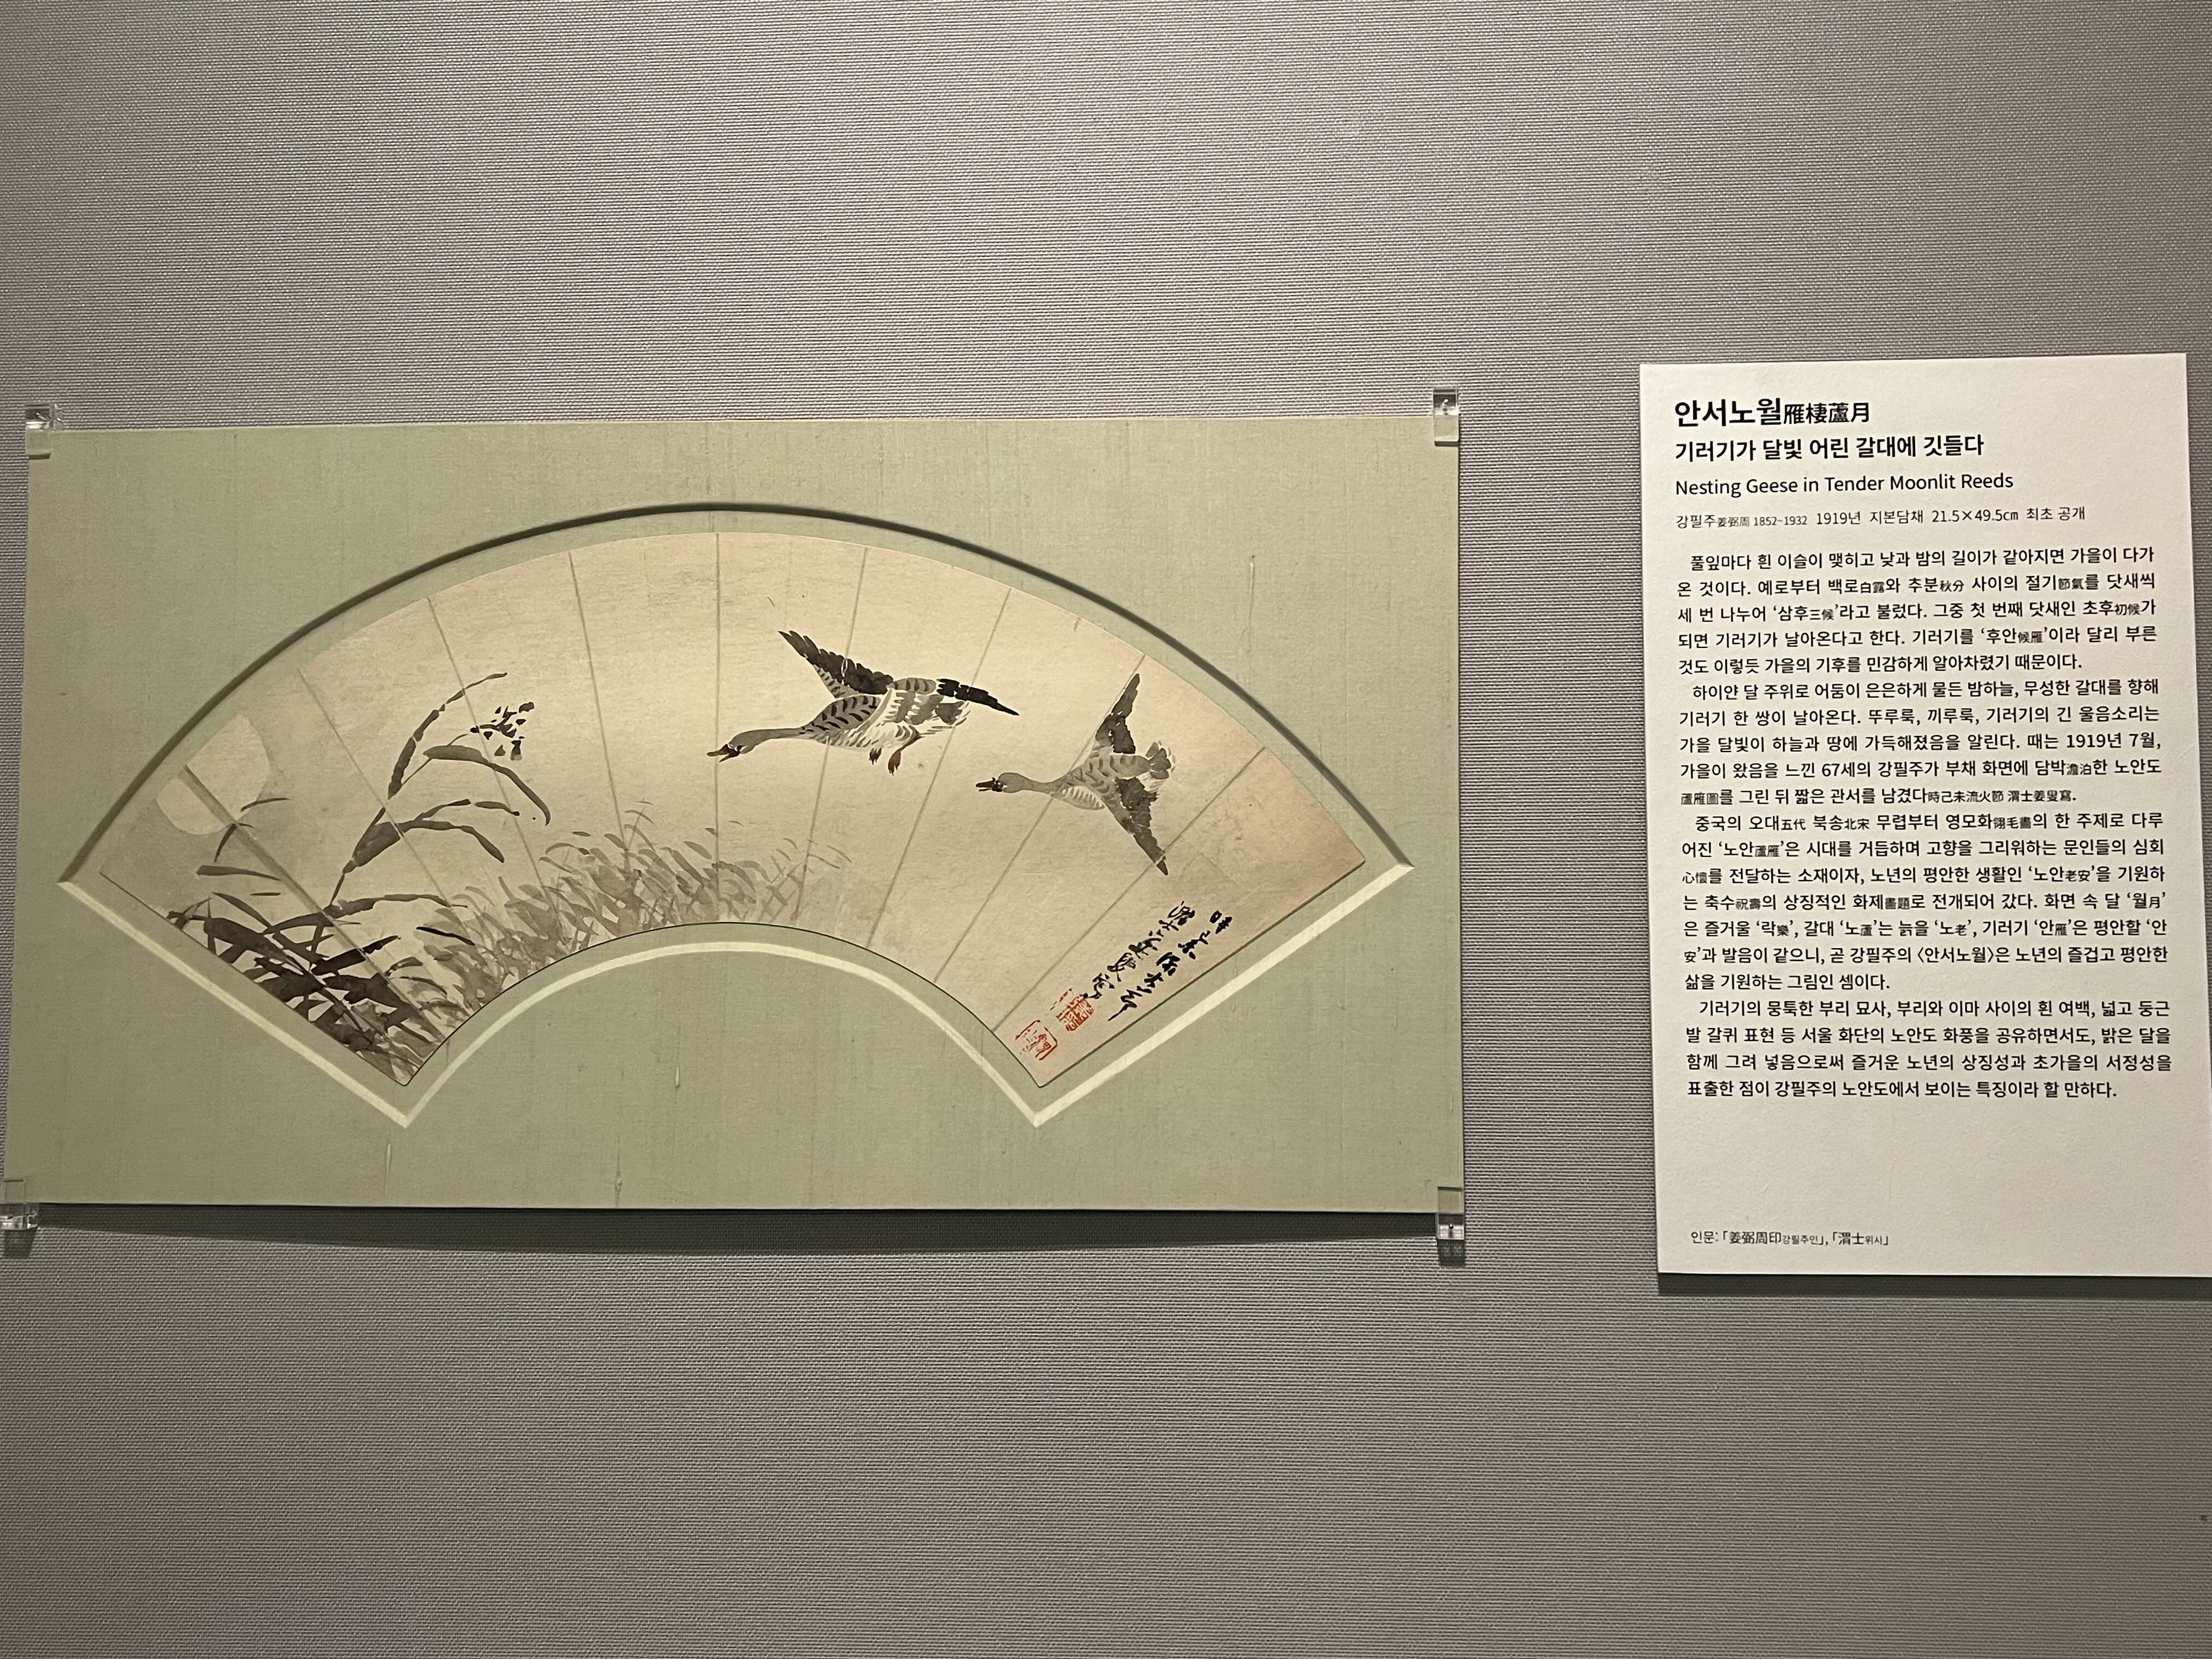 時己未流火節
渭士姜叟寫
안서노월雁棲蘆月
기러기가 달빛 어린 갈대에 깃들다
Nesting Geese in Tender Moonlit Reeds
강필주姜弼周 1852-1932 1919년 지본담채 21.5×49.5㎝ 최초 공개
풀잎마다 흰 이슬이 맺히고 낮과 밤의 길이가 같아지면 가을이 다가
온 것이다. 예로부터 백로白露와 추분秋分 사이의 절기節氣를 닷새씩
세 번 나누어 ‘삼후三候’라고 불렀다. 그중 첫 번째 닷새인 초후初候가
되면 기러기가 날아온다고 한다. 기러기를 ‘후안候雁’이라 달리 부른
것도 이렇듯 가을의 기후를 민감하게 알아차렸기 때문이다.
하이얀 달 주위로 어둠이 은은하게 물든 밤하늘, 무성한 갈대를 향해
기러기 한 쌍이 날아온다. 뚜루룩, 끼루룩, 기러기의 긴 울음소리는
가을 달빛이 하늘과 땅에 가득해졌음을 알린다. 때는 1919년 7월,
가을이 왔음을 느낀 67세의 강필주가 부채 화면에 담박澹泊한 노안도
蘆雁圖를 그린 뒤 짧은 관서를 남겼다時己未流火節 渭士姜叟寫.
중국의 오대五代 북송北宋 무렵부터 영모화翎毛畵의 한 주제로 다루
어진 ‘노안蘆雁’은 시대를 거듭하며 고향을 그리워하는 문인들의 심회
心懷를 전달하는 소재이자, 노년의 평안한 생활인 ‘노안老安’을 기원하
는 축수祝壽의 상징적인 화제畵題로 전개되어 갔다. 화면 속 달 ‘월月’
은 즐거울 ‘락樂’, 갈대 ‘노蘆’는 늙을 ‘노老’, 기러기 ‘안雁’은 평안할 ‘안
安’과 발음이 같으니, 곧 강필주의 〈안서노월〉은 노년의 즐겁고 평안한
삶을 기원하는 그림인 셈이다.
기러기의 뭉툭한 부리 묘사, 부리와 이마 사이의 흰 여백, 넓고 둥근
발 갈퀴 표현 등 서울 화단의 노안도 화풍을 공유하면서도, 밝은 달을
함께 그려 넣음으로써 즐거운 노년의 상징성과 초가을의 서정성을
표출한 점이 강필주의 노안도에서 보이는 특징이라 할 만하다.
인문: 「姜弼周印강필주인」, 「渭士위사」